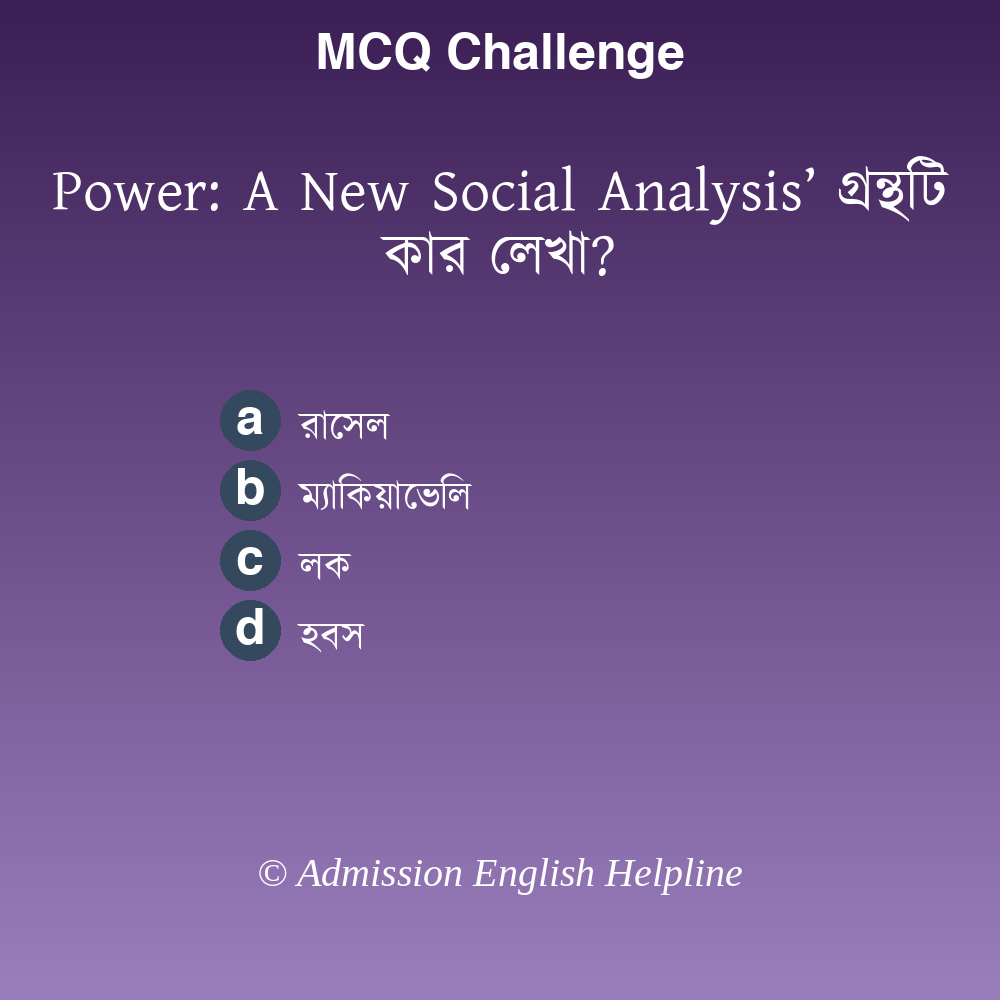 MCQ Challenge
Power: A New Social Analysis’ গ্রন্থটি
কার লেখা?
a রাসেল
b ম্যাকিয়াভেলি
c লক
d হবস
© Admission English Helpline